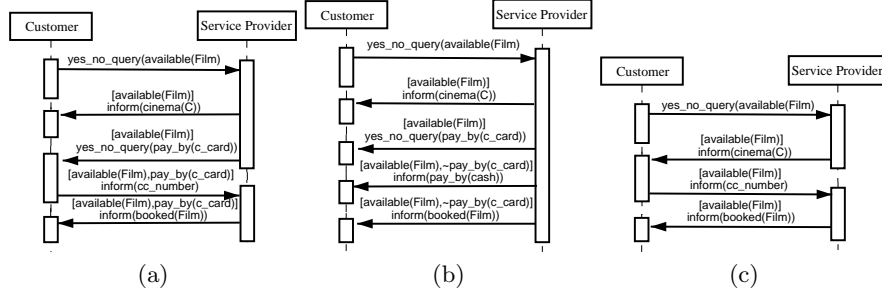 Customer
Service Provider
yes_no_query(available(Film)
[available(Film)]
inform(cinema(C))
[available(Film)]
yes_no_query(pay_by(c_card))
[available(Film),pay_by(c_card)]
inform(cc_number)
[available(Film),pay_by(c_card)]
inform(booked(Film))
(a)
Customer
Service Provider
yes_no_query(available(Film)
[available(Film)]
inform(cinema(C))
[available(Film)]
yes_no_query(pay_by(c_card))
[available(Film),~pay_by(c_card)]
inform(pay_by(cash))
[available(Film),~pay_by(c_card)]
inform(booked(Film))
(b)
Customer
Service Provider
yes_no_query(available(Film)
[available(Film)]
inform(cinema(C))
[available(Film)]
inform(cc_number)
[available(Film)]
inform(booked(Film))
(c)